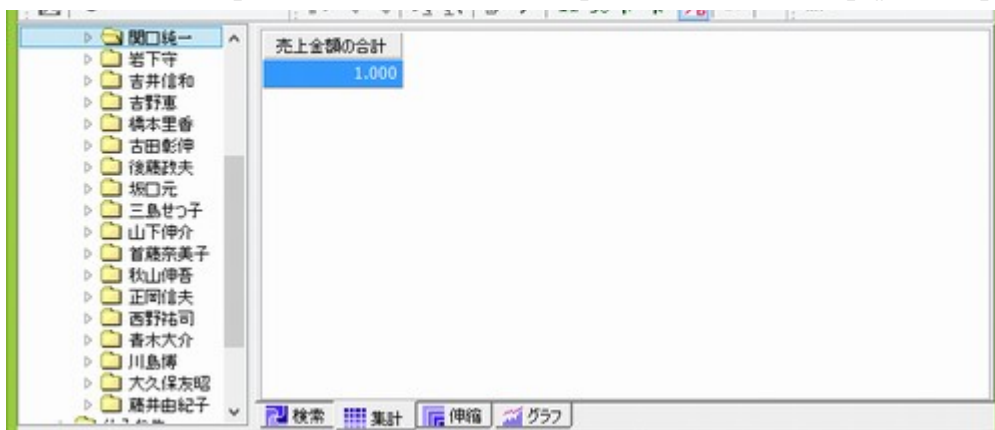 関口純一
岩下守
吉井信和
吉野恵
橋本里香
古田彰伸
後藤政夫
坂口元
三島せつ子
山下伸介
首藤奈美子
秋山伸吾
正岡信夫
西野祐司
青木大介
川島博
大久保友昭
藤井由紀子
売上金額の合計
1.000
検索 集計 伸縮 グラフ